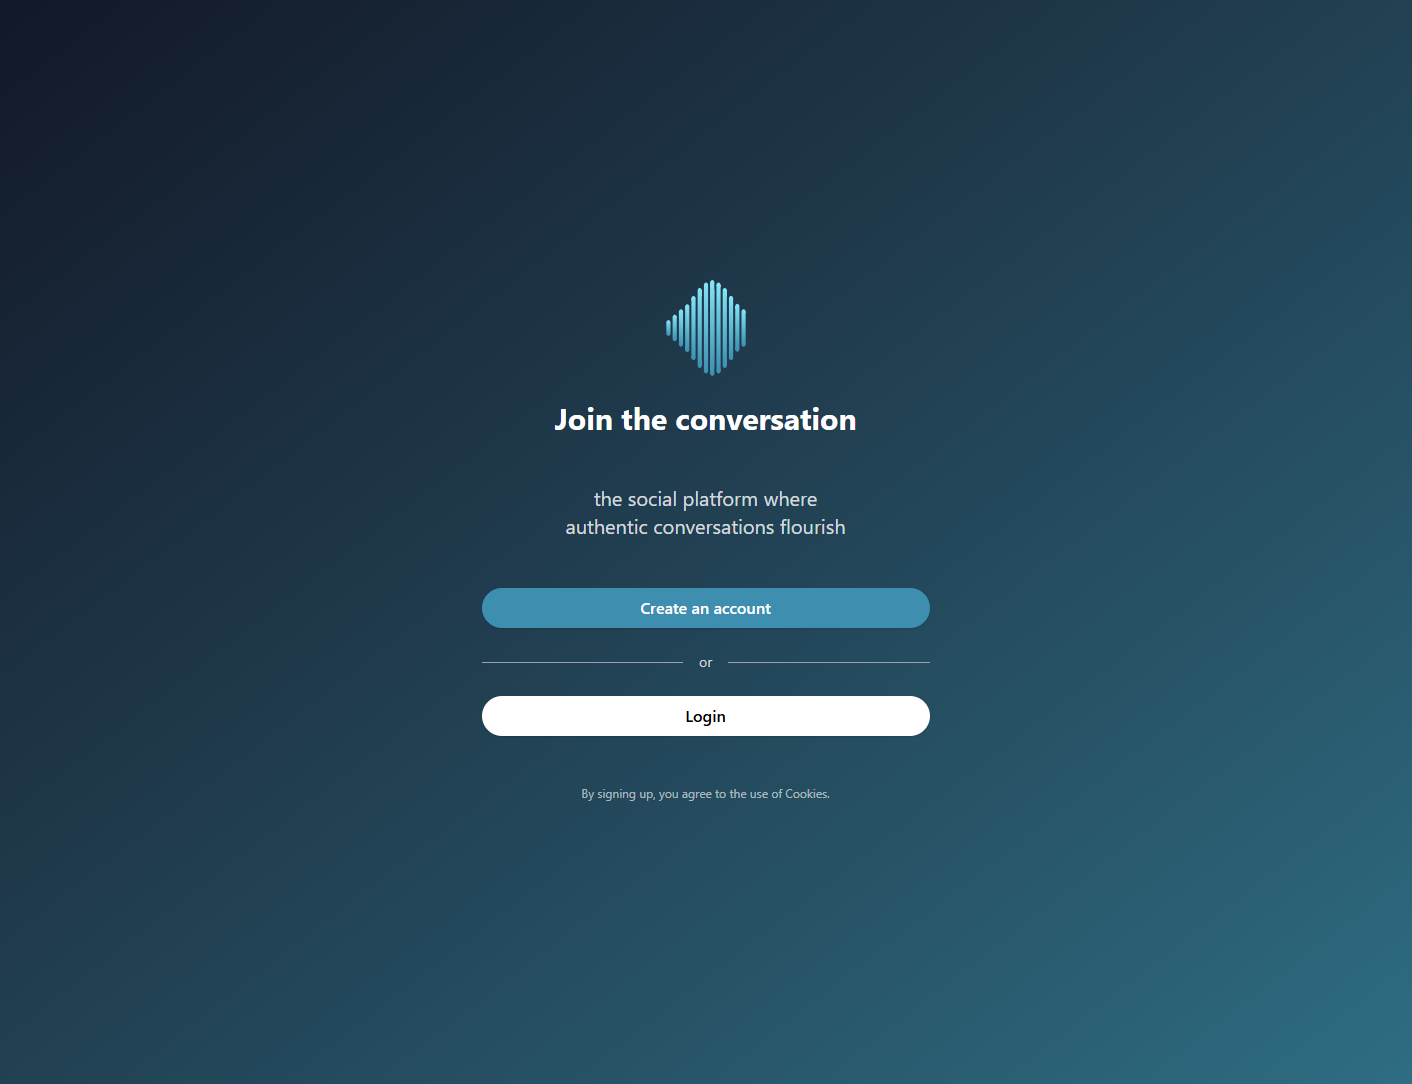 Join the conversation
the social platform where
authentic conversations flourish
Create an account
or
Login
By signing up, you agree to the use of Cookies.